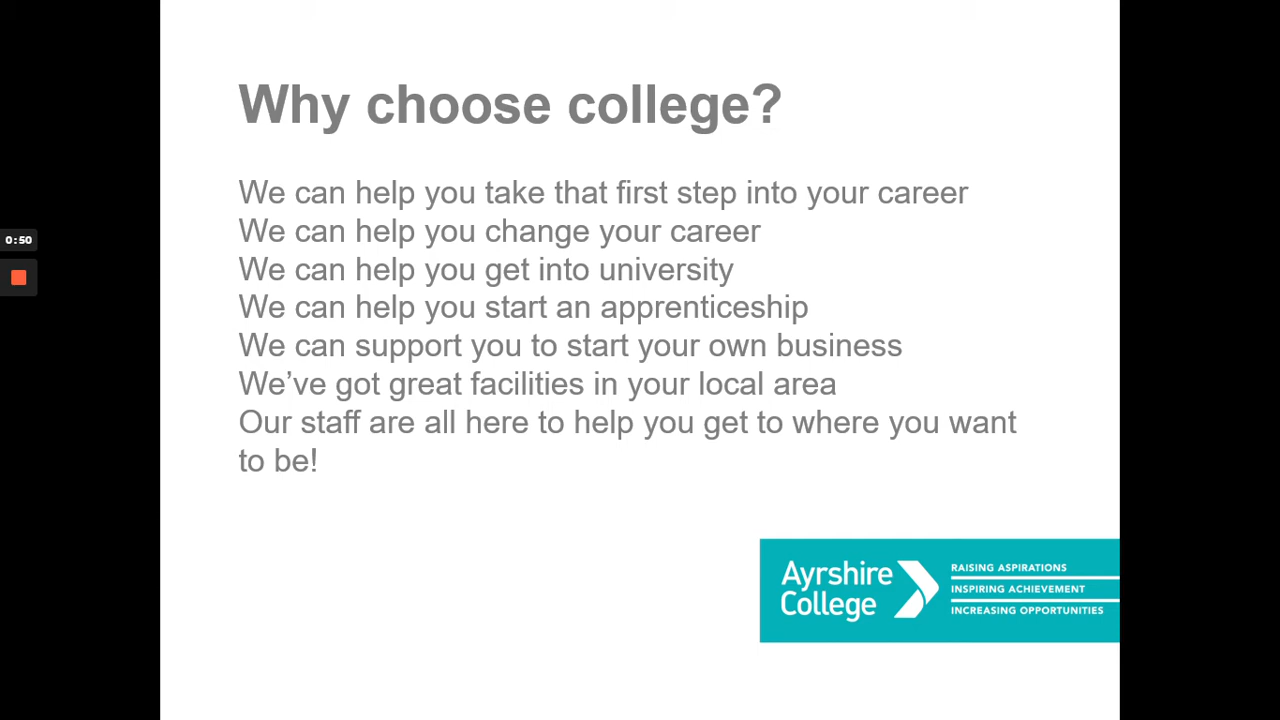 Why choose college?
We can help you take that first step into your career
We can help you change your career
We can help you get into university
We can help you start an apprenticeship
We can support you to start your own business
We’ve got great facilities in your local area
Our staff are all here to help you get to where you want
to be!
0:50
Ayrshire
College
RAISING ASPIRATIONS
INSPIRING ACHIEVEMENT
INCREASING OPPORTUNITIES